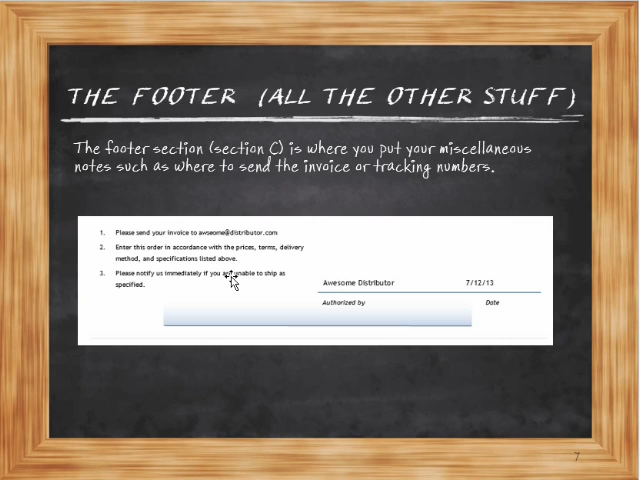 THE FOOTER (ALL THE OTHER STUFF)
The footer section (section C) is where you put your miscellaneous
notes such as where to send the invoice or tracking numbers.
1. Please send your invoice to awseome@distributor.com
2. Enter this order in accordance with the prices, terms, delivery
method, and specifications listed above.
3. Please notify us immediately if you are unable to ship as
specified.
Awesome Distributor 7/12/13
Authorized by Date
7